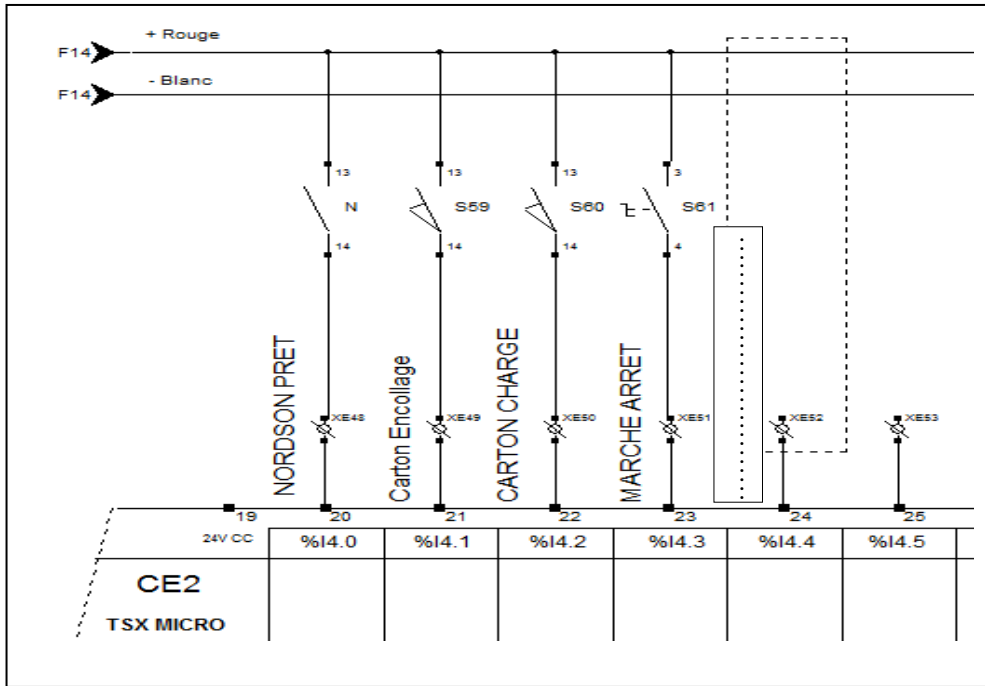 + Rouge
F14
- Blanc
F14
13
13
13
3
N
S59
S60
S61
14
14
14
4
NORDSON PRET
Carton Encollage
CARTON CHARGE
MARCHE ARRET
XE48
XE49
XE50
XE51
XE52
XE53
19
20
21
22
23
24
25
24V CC
%I4.0
%I4.1
%I4.2
%I4.3
%I4.4
%I4.5
CE2
TSX MICRO